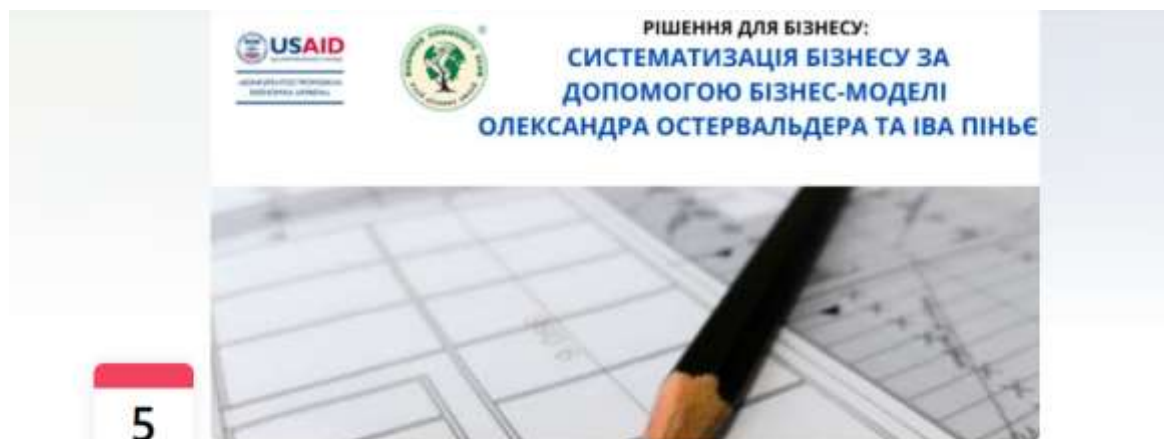 USAID
РІШЕННЯ ДЛЯ БІЗНЕСУ:
СИСТЕМАТИЗАЦІЯ БІЗНЕСУ ЗА
ДОПОМОГОЮ БІЗНЕС-МОДЕЛІ
ОЛЕКСАНДРА ОСТЕРВАЛЬДЕРА ТА ІВА ПІНЬЄ
5